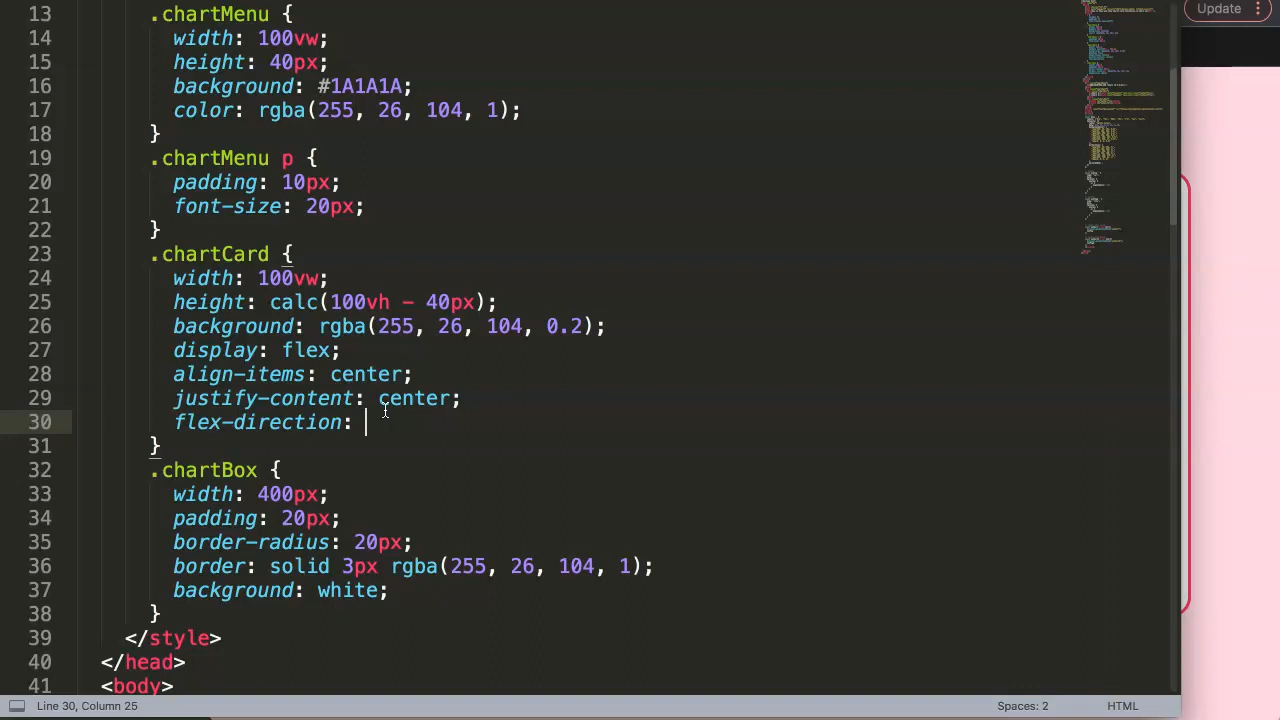 Update
13 .chartMenu {
14 width: 100vw;
15 height: 40px;
16 background: #1A1A1A;
17 color: rgba(255, 26, 104, 1);
18 }
19 .chartMenu p {
20 padding: 10px;
21 font-size: 20px;
22 }
23 .chartCard {
24 width: 100vw;
25 height: calc(100vh - 40px);
26 background: rgba(255, 26, 104, 0.2);
27 display: flex;
28 align-items: center;
29 justify-content: center;
30 flex-direction:
31 }
32 .chartBox {
33 width: 400px;
34 padding: 20px;
35 border-radius: 20px;
36 border: solid 3px rgba(255, 26, 104, 1);
37 background: white;
38 }
39 </style>
40 </head>
41 <body>
Line 30, Column 25 Spaces: 2 HTML